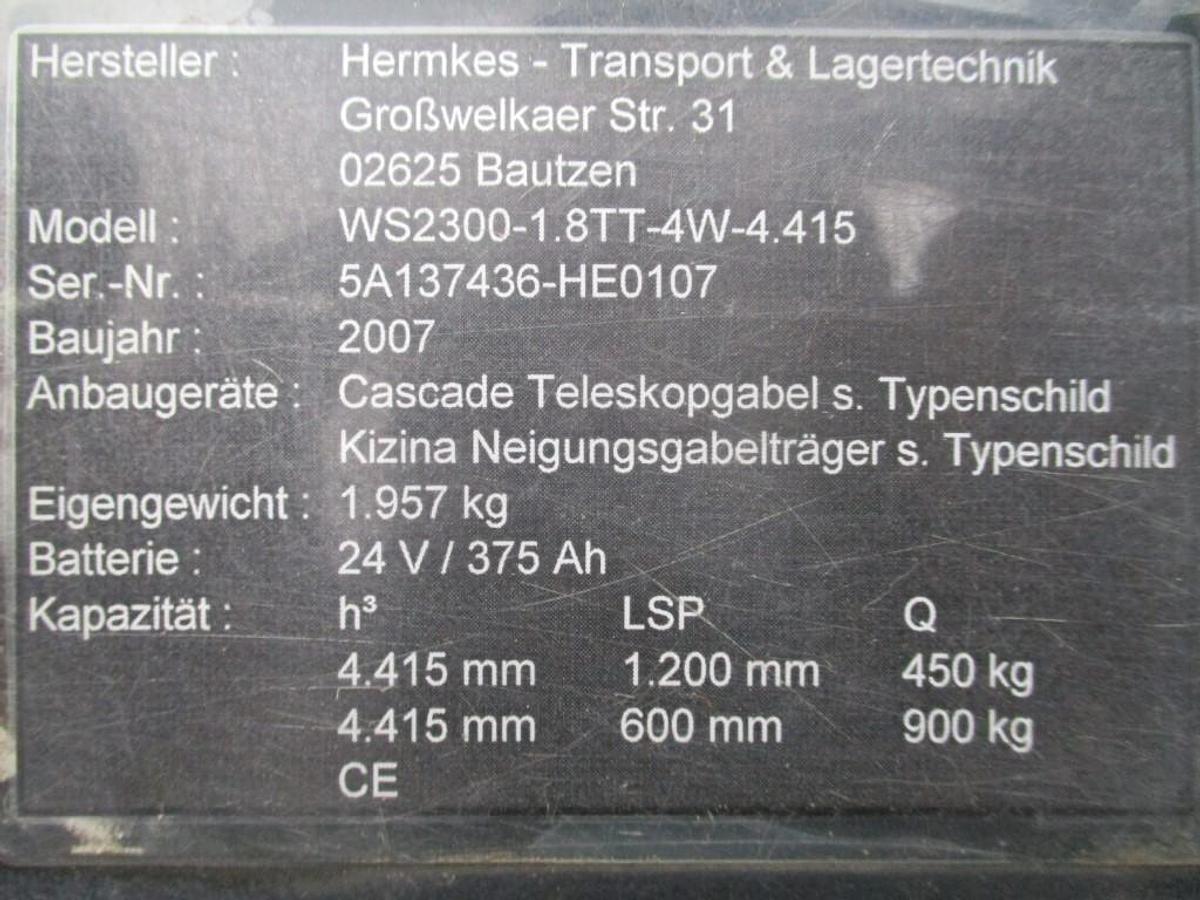 Hersteller : Hermkes - Transport & Lagertechnik
Großwelkaer Str. 31
02625 Bautzen
Modell : WS2300-1.8TT-4W-4.415
Ser.-Nr. : 5A137436-HE0107
Baujahr : 2007
Anbaugeräte : Cascade Teleskopgabel s. Typenschild
Kizina Neigungsgabelträger s. Typenschild
Eigengewicht : 1.957 kg
Batterie : 24 V / 375 Ah
Kapazität : h³ LSP Q
4.415 mm 1.200 mm 450 kg
4.415 mm 600 mm 900 kg
CE